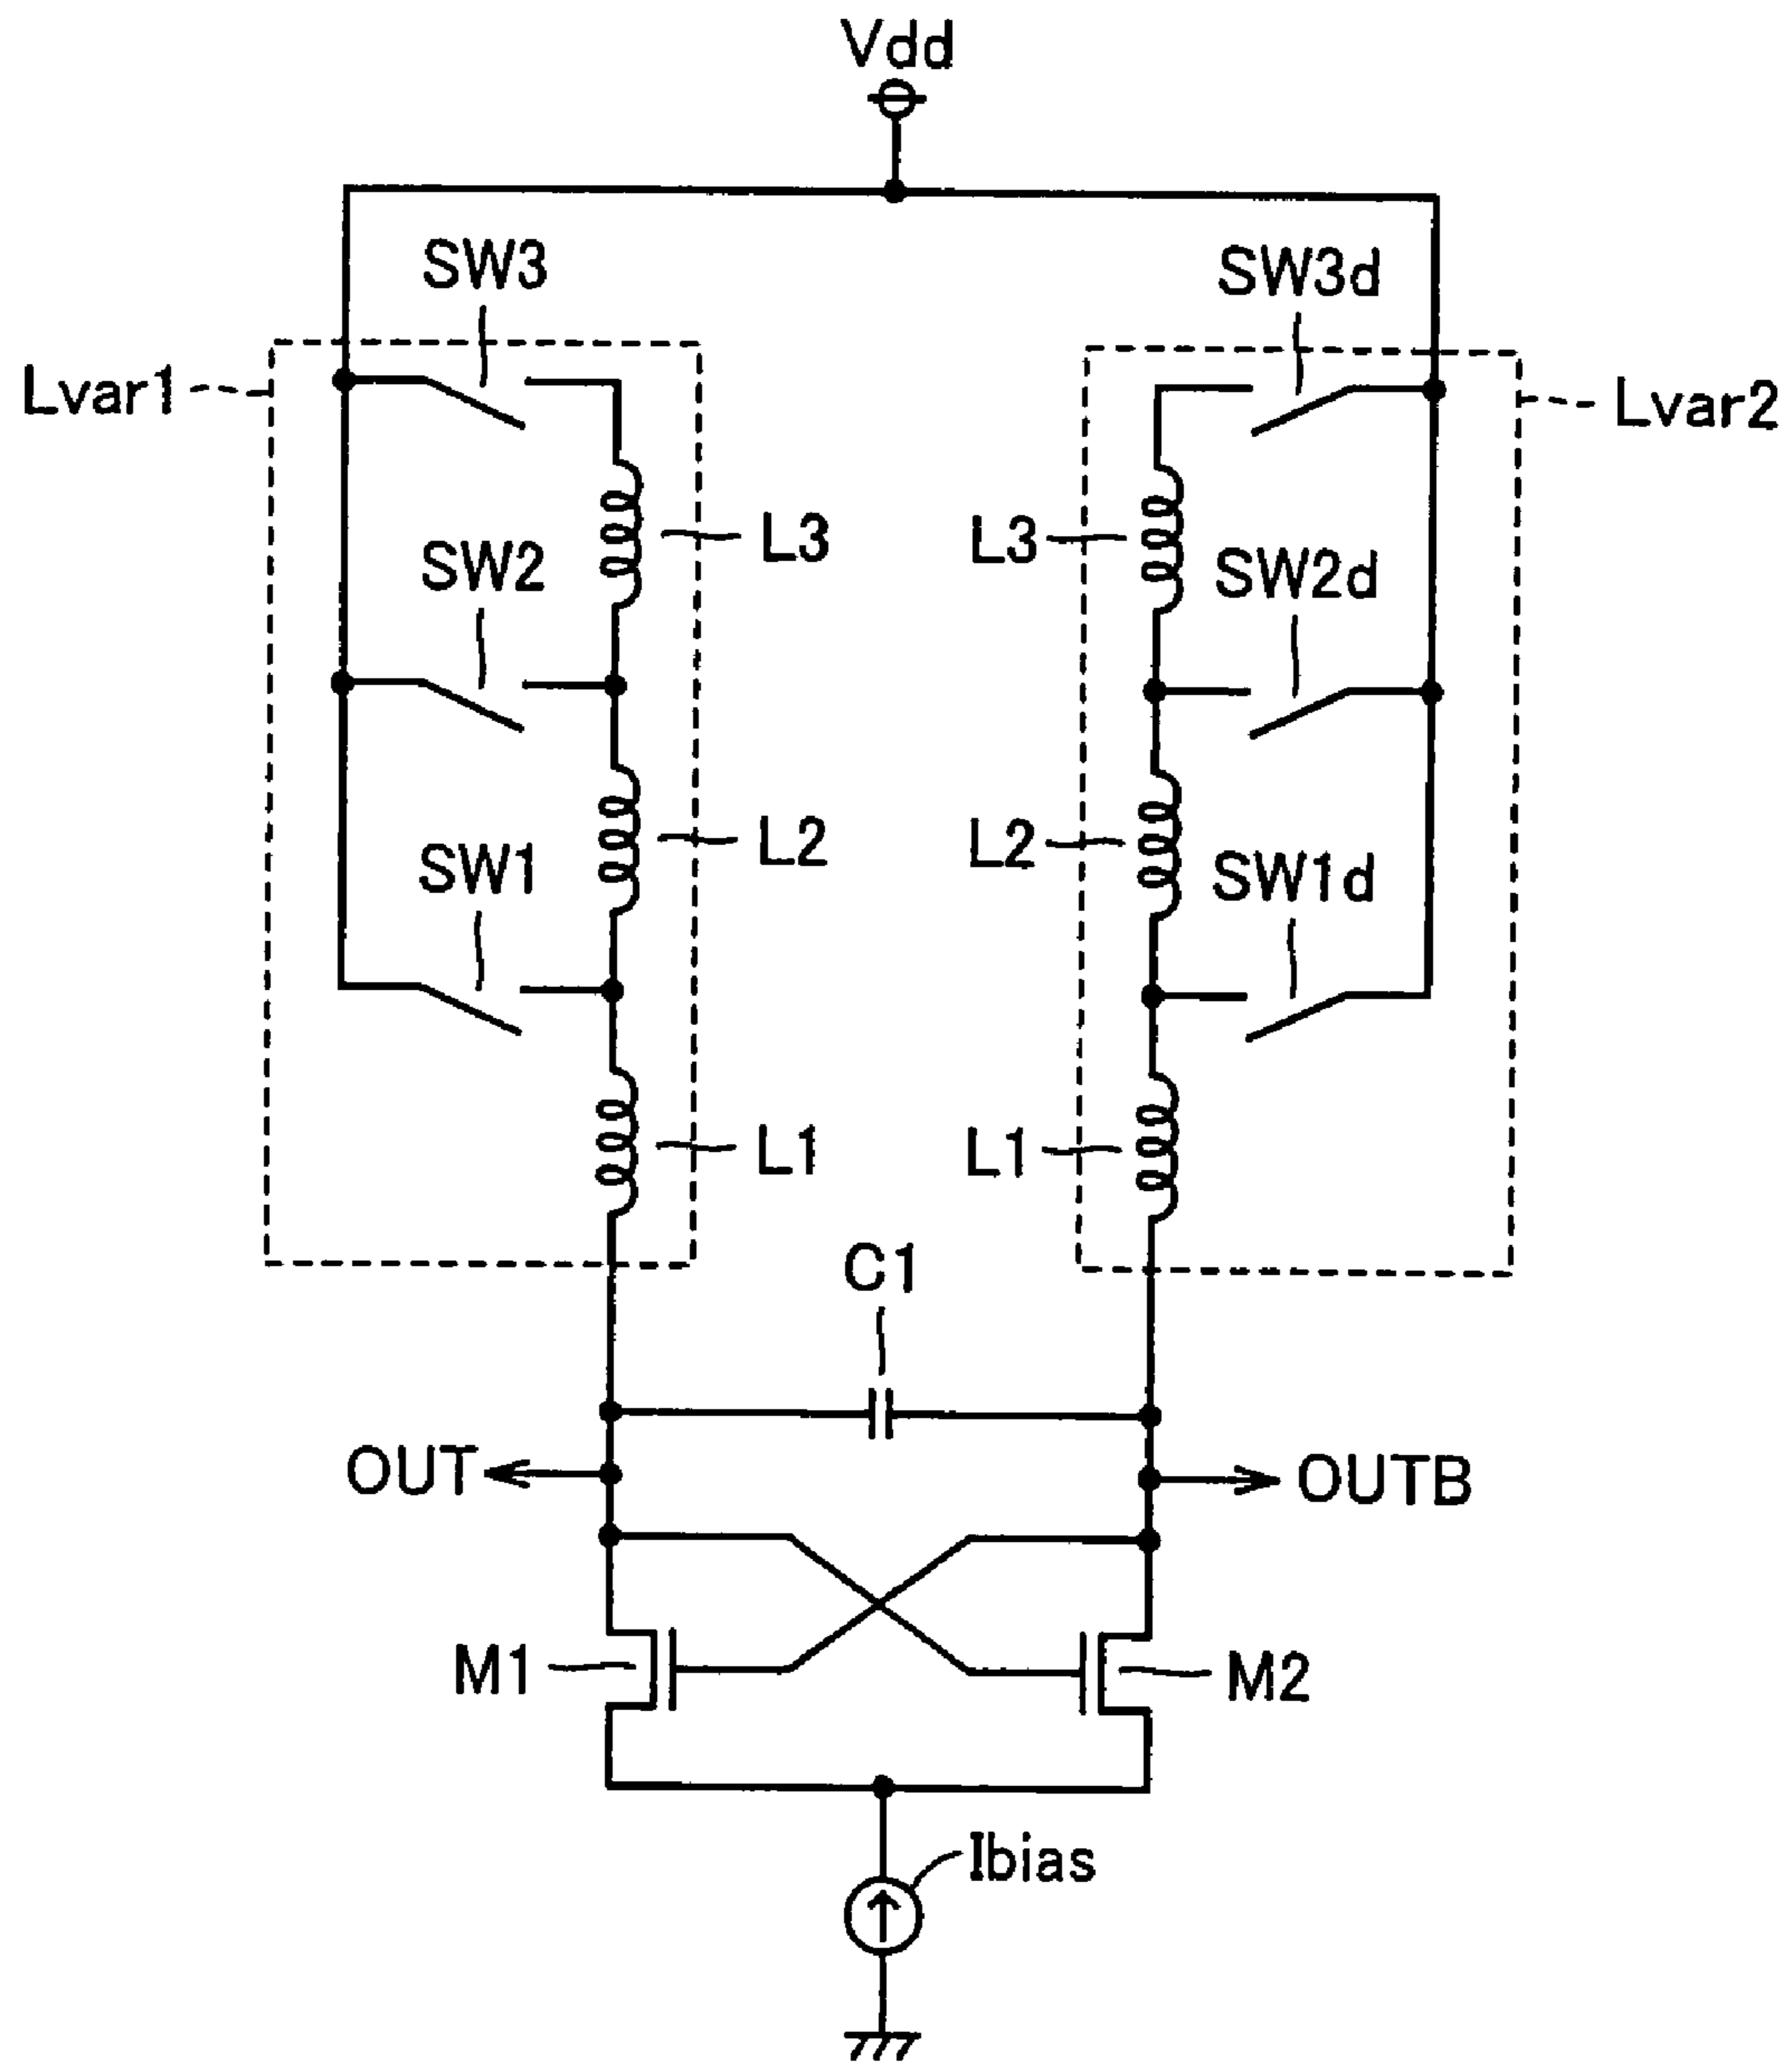 Vdd
SW3
SW3d
Lvar1
Lvar2
L3
L3
SW2
SW2d
L2
L2
SW1
SW1d
L1
L1
C1
OUT
OUTB
M1
M2
Ibias